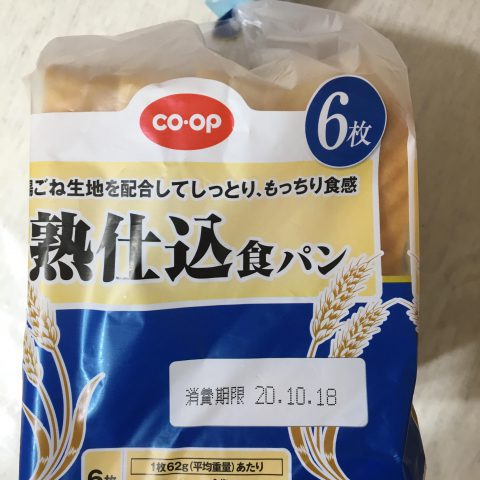 CO·OP
6枚
湯ごね生地を配合してしっとり、もっちり食感
熟仕込食パン
消費期限 20.10.18
1枚62g(平均重量)あたり
6枚